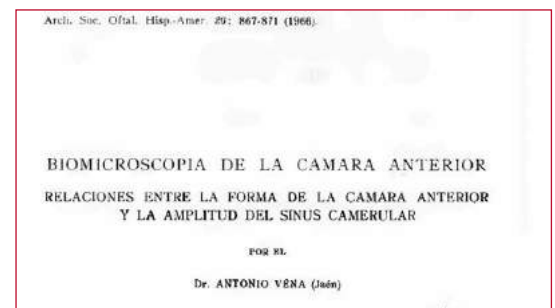 Arch. Soc. Oftal. Hisp.-Amer. 26: 867-871 (1966).
BIOMICROSCOPIA DE LA CAMARA ANTERIOR
RELACIONES ENTRE LA FORMA DE LA CAMARA ANTERIOR
Y LA AMPLITUD DEL SINUS CAMERULAR
POR EL
Dr. ANTONIO VENA (Jaén)